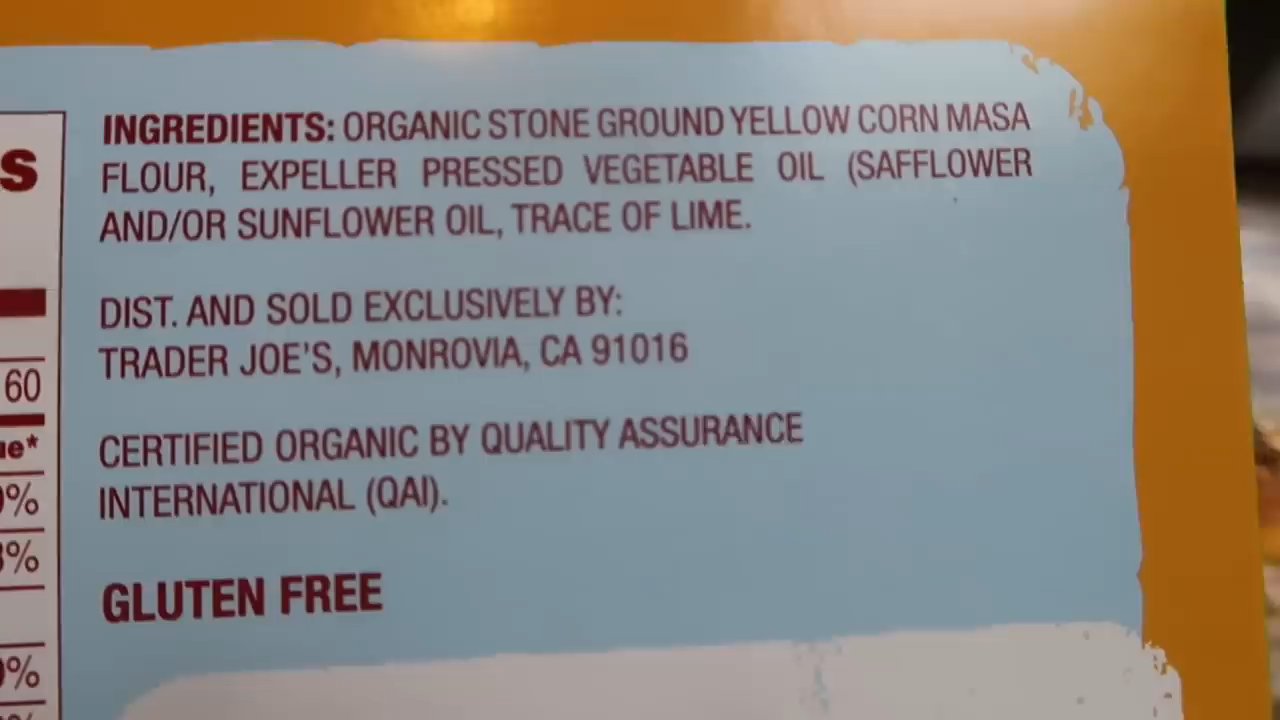 INGREDIENTS: ORGANIC STONE GROUND YELLOW CORN MASA
FLOUR, EXPELLER PRESSED VEGETABLE OIL (SAFFLOWER
AND/OR SUNFLOWER OIL, TRACE OF LIME.
DIST. AND SOLD EXCLUSIVELY BY:
TRADER JOE'S, MONROVIA, CA 91016
CERTIFIED ORGANIC BY QUALITY ASSURANCE
INTERNATIONAL (QAI).
GLUTEN FREE
60